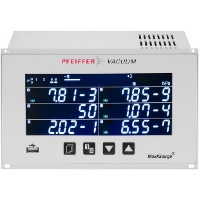 PFEIFFER VACUUM
hPa
7.81-3 7.85-9
50 1.07-4
2.02-1 6.55-7
MaxiGauge